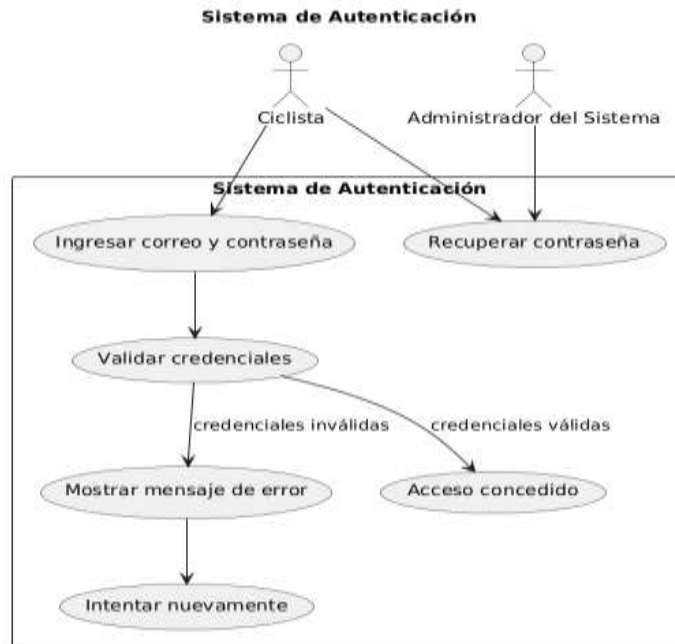 Sistema de Autenticación
Ciclista
Administrador del Sistema
Sistema de Autenticación
Ingresar correo y contraseña
Recuperar contraseña
Validar credenciales
credenciales inválidas
credenciales válidas
Mostrar mensaje de error
Acceso concedido
Intentar nuevamente